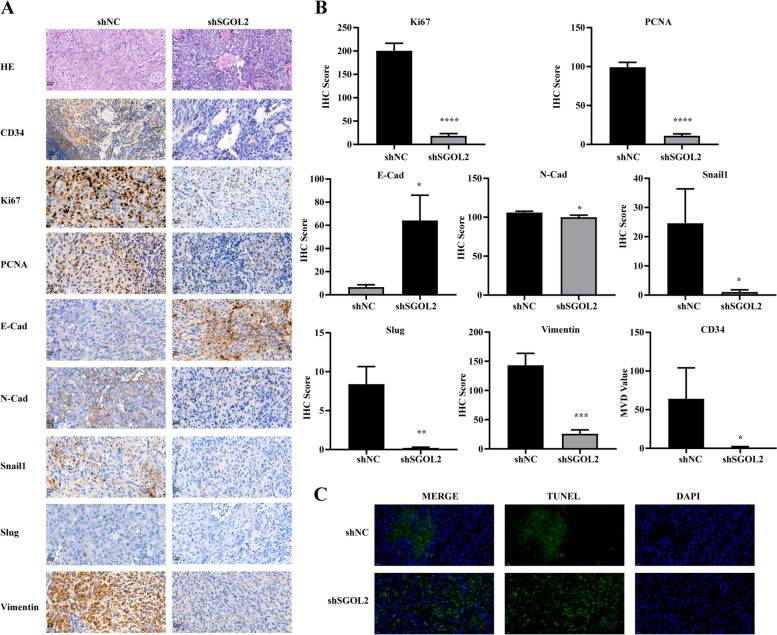 A
shNC shSGOL2
HE
CD34
Ki67
PCNA
E-Cad
N-Cad
Snail1
Slug
Vimentin
B
Ki67
IHC Score
250
200
150
100
50
0
****
shNC shSGOL2
PCNA
IHC Score
150
100
50
0
****
shNC shSGOL2
E-Cad
IHC Score
100
80
60
40
20
0
*
shNC shSGOL2
N-Cad
IHC Score
150
100
50
0
*
shNC shSGOL2
Snail1
IHC Score
40
30
20
10
0
*
shNC shSGOL2
Slug
IHC Score
15
10
5
0
**
shNC shSGOL2
Vimentin
IHC Score
200
150
100
50
0
***
shNC shSGOL2
CD34
MVD Value
150
100
50
0
*
shNC shSGOL2
C
MERGE TUNEL DAPI
shNC
shSGOL2